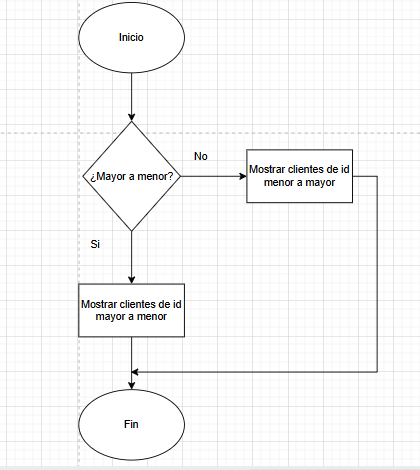 Inicio
No
¿Mayor a menor?
Mostrar clientes de id
menor a mayor
Si
Mostrar clientes de id
mayor a menor
Fin